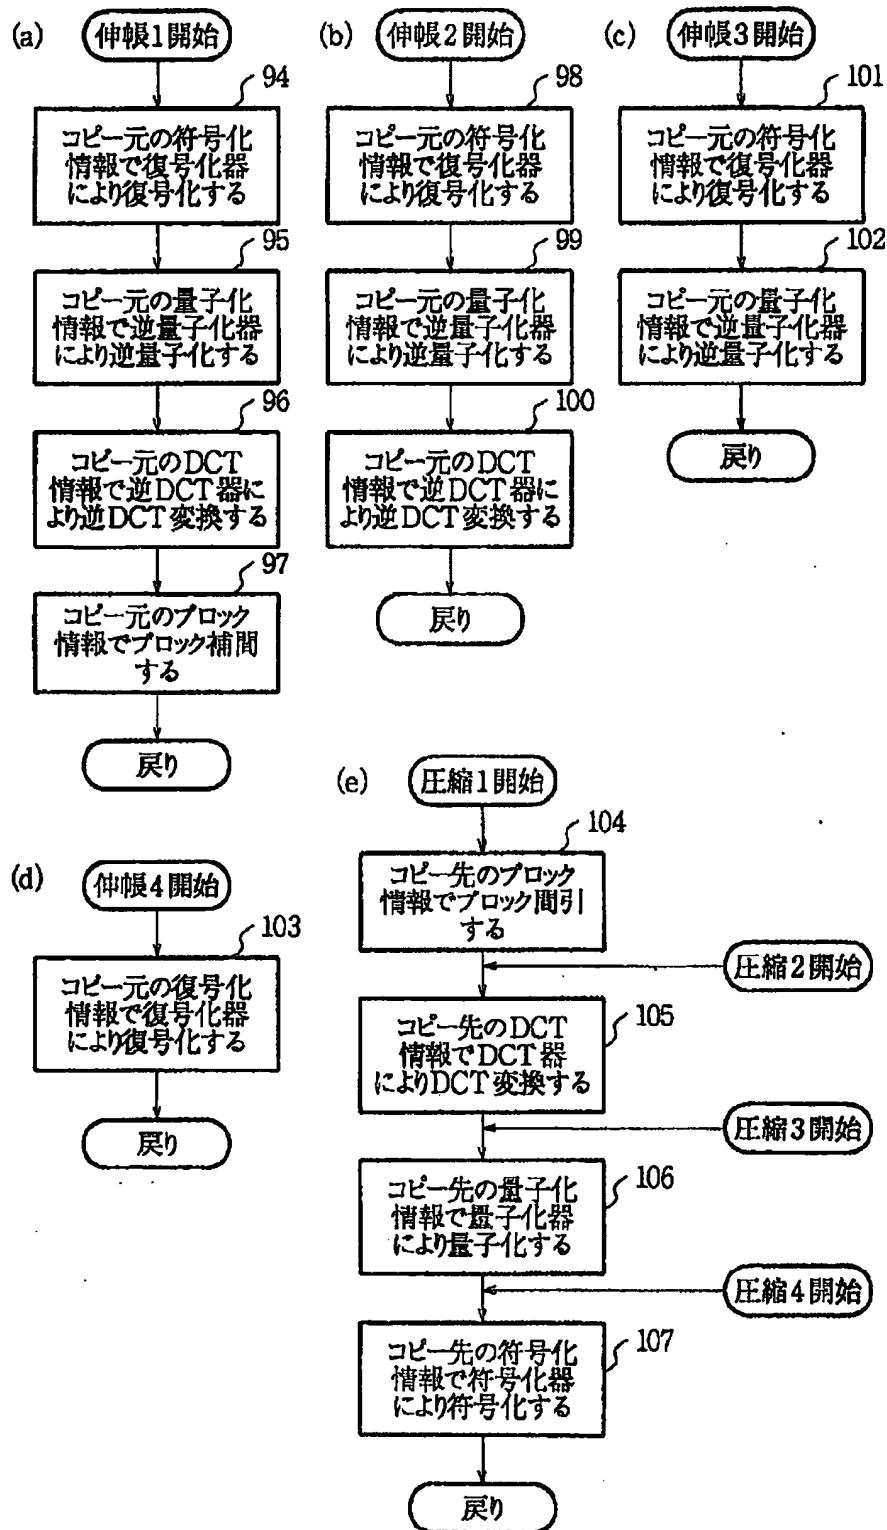 (a)
伸帳1開始
94
コピー元の符号化
情報で復号化器
により復号化する
95
コピー元の量子化
情報で逆量子化器
により逆量子化する
96
コピー元のDCT
情報で逆DCT器に
より逆DCT変換する
97
コピー元のブロック
情報でブロック補間
する
戻り
(b)
伸帳2開始
98
コピー元の符号化
情報で復号化器
により復号化する
99
コピー元の量子化
情報で逆量子化器
により逆量子化する
100
コピー元のDCT
情報で逆DCT器に
より逆DCT変換する
戻り
(c)
伸帳3開始
101
コピー元の符号化
情報で復号化器
により復号化する
102
コピー元の量子化
情報で逆量子化器
により逆量子化する
戻り
(d)
伸帳4開始
103
コピー元の復号化
情報で復号化器
により復号化する
戻り
(e)
圧縮1開始
104
コピー先のブロック
情報でブロック間引
する
圧縮2開始
105
コピー先のDCT
情報でDCT器
によりDCT変換する
圧縮3開始
106
コピー先の量子化
情報で量子化器
により量子化する
圧縮4開始
107
コピー先の符号化
情報で符号化器
により符号化する
戻り